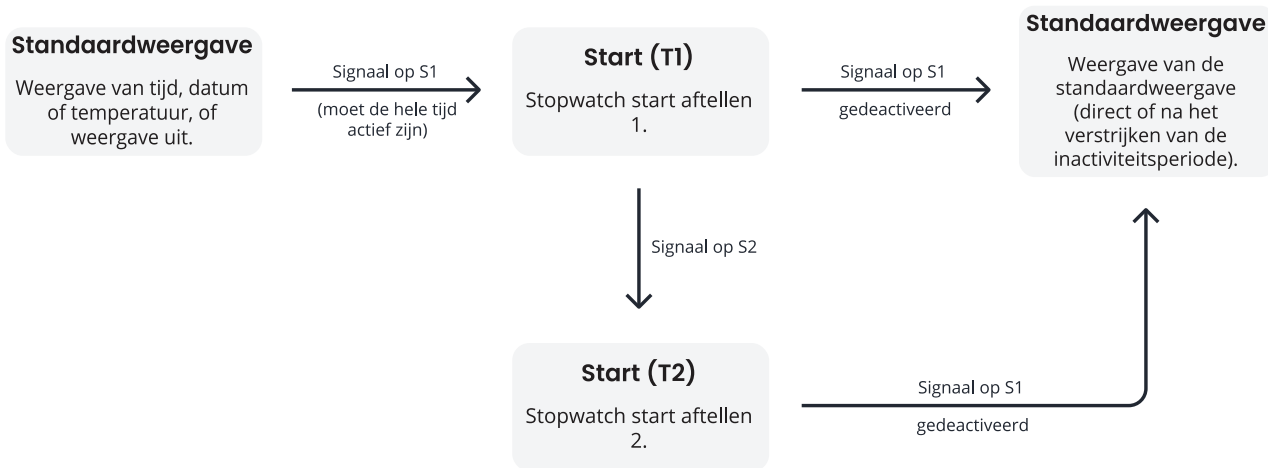 Standaardweergave
Weergave van tijd, datum
of temperatuur, of
weergave uit.
Signaal op S1
(moet de hele tijd
actief zijn)
Start (T1)
Stopwatch start aftellen
1.
Signaal op S1
gedeactiveerd
Standaardweergave
Weergave van de
standaardweergave
(direct of na het
verstrijken van de
inactiviteitsperiode).
Signaal op S2
Start (T2)
Stopwatch start aftellen
2.
Signaal op S1
gedeactiveerd